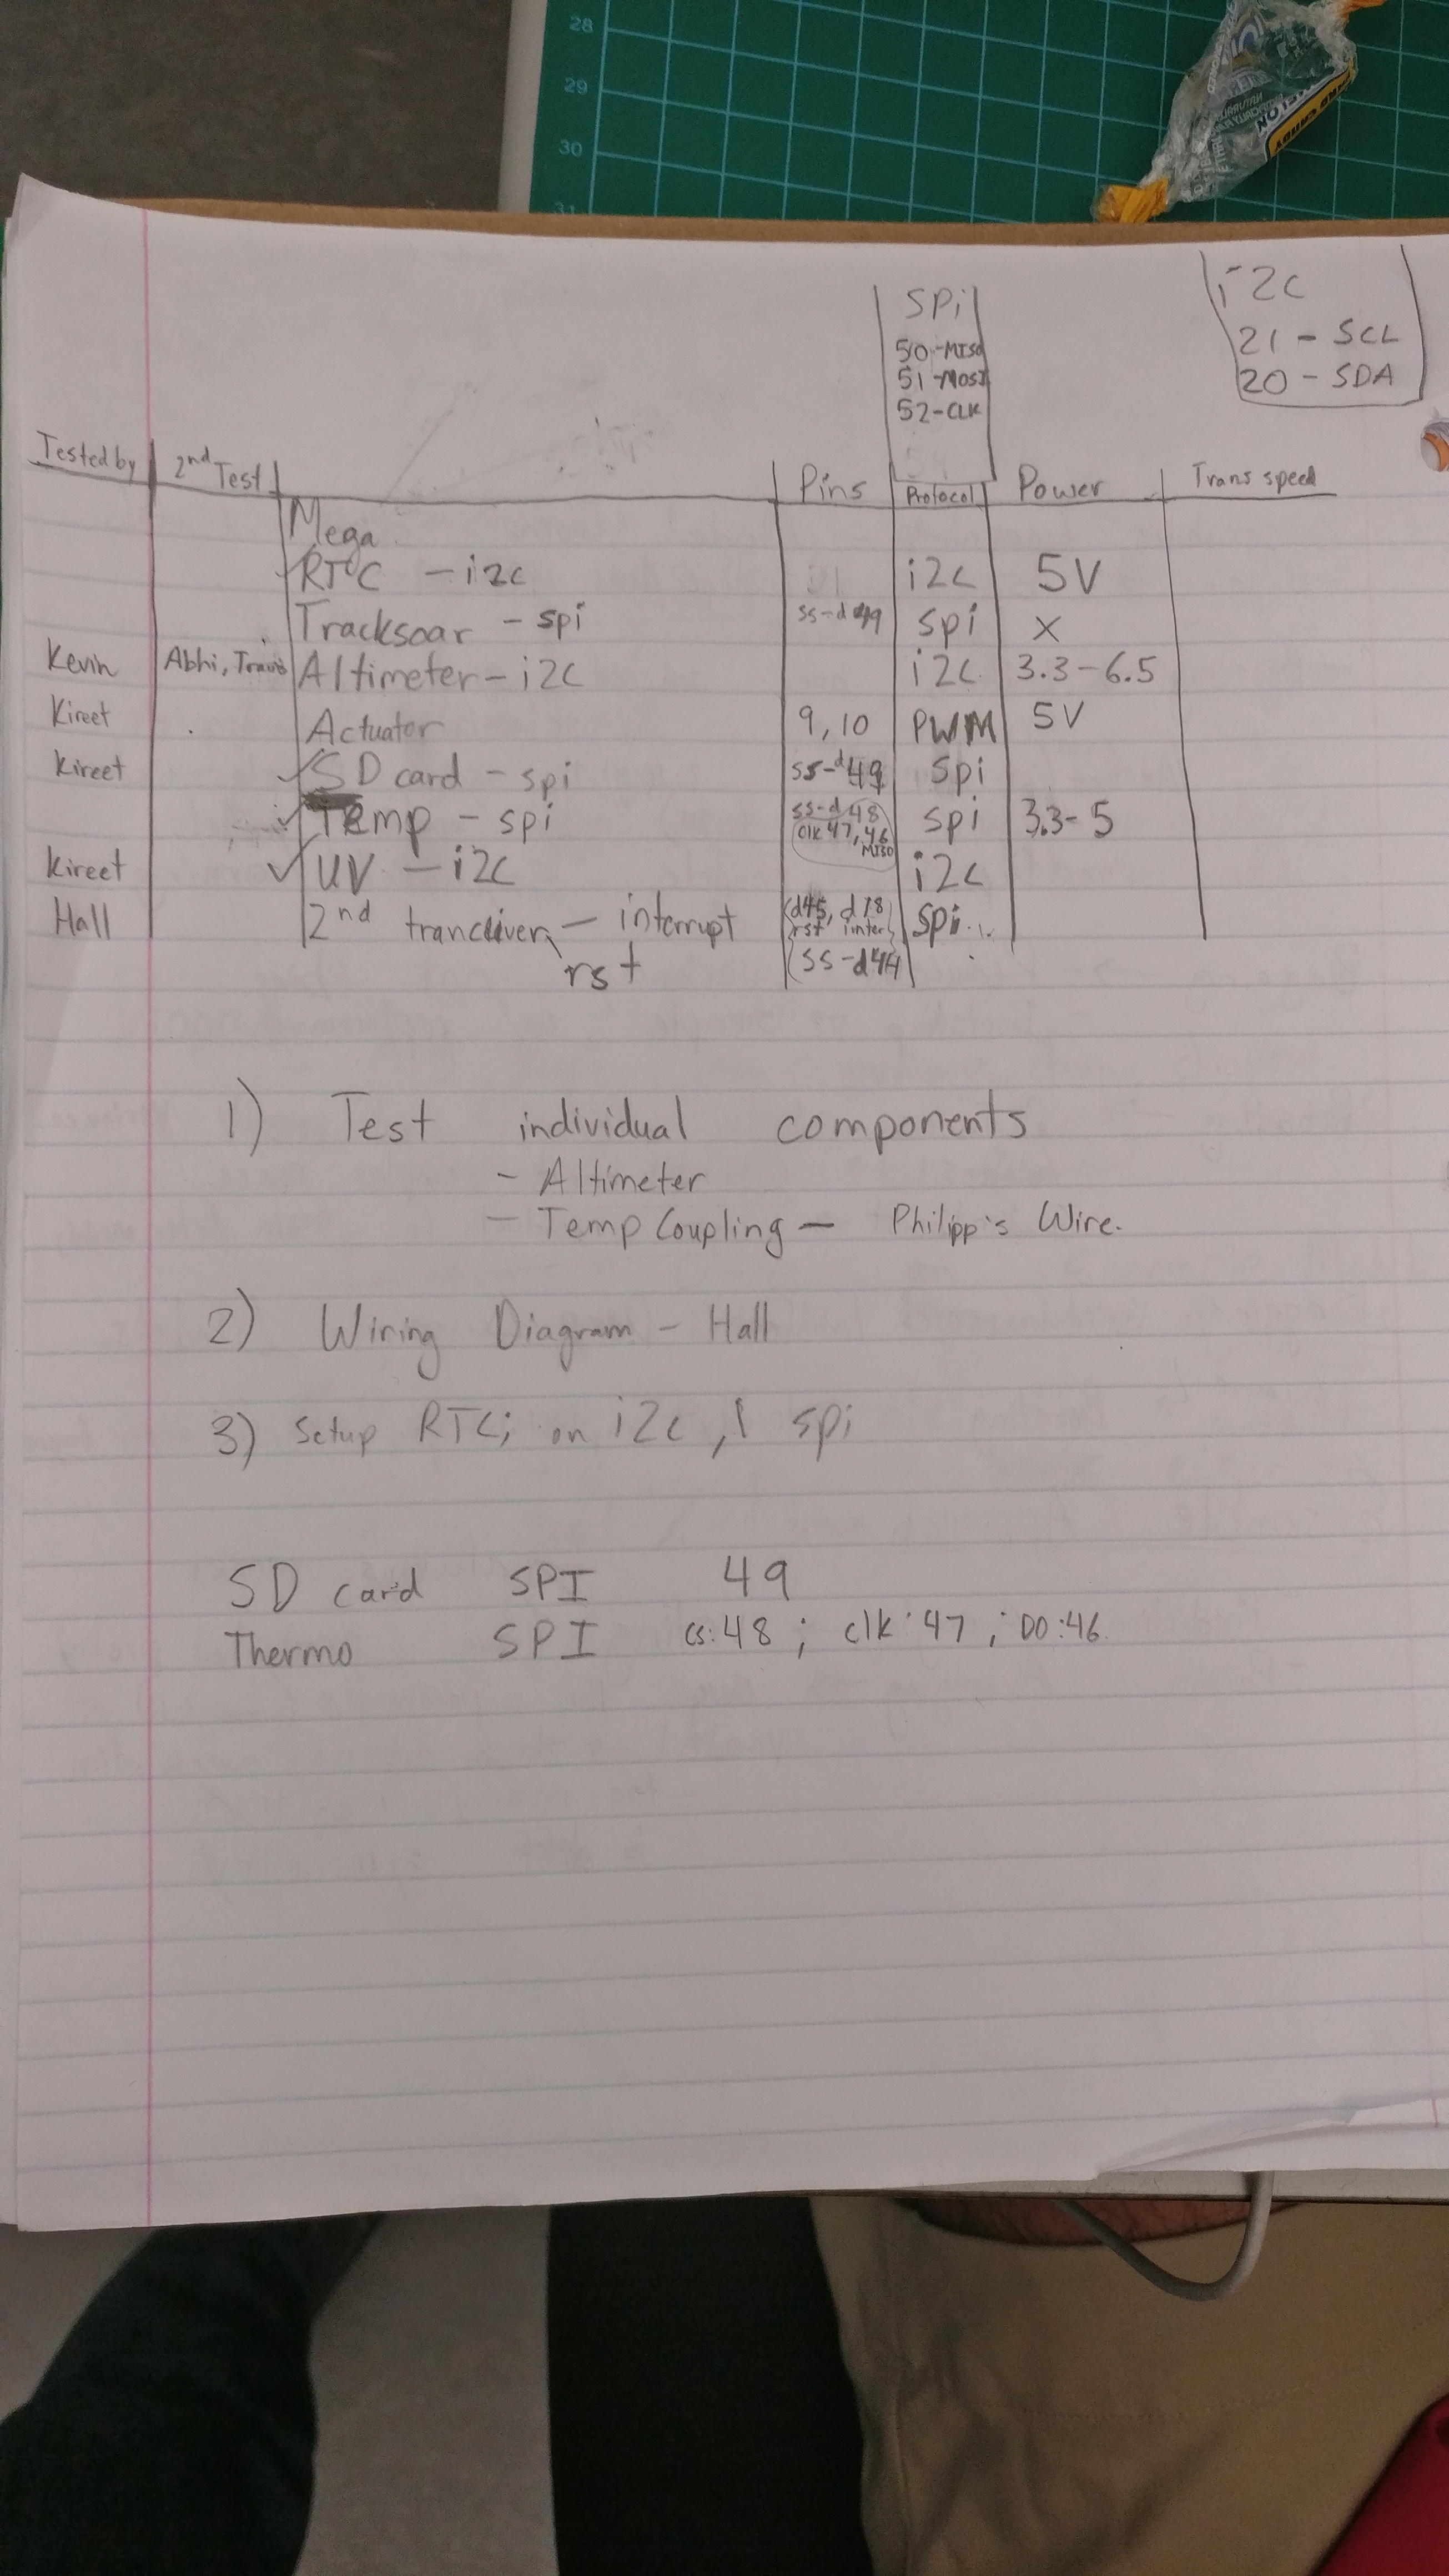 28
29
30
31
MELON
HARD CANDY
SPi
50-MISO
51-MOSI
52-CLK
i2c
21 - SCL
20 - SDA
Tested by 2nd Test Pins Protocol Power Trans speed
Mega
RTC - i2c i2c 5V
Tracksoar - spi ss-d49 spi x
Kevin Abhi, Travis Altimeter - i2c i2c 3.3-6.5
Kireet Actuator 9, 10 PWM 5V
Kireet SD card - spi ss-d49 spi
Temp - spi ss-d48 spi 3.3-5
clk 47, 46
MISO
Kireet UV - i2c i2c
Hall 2nd tranceiver - interrupt d45, d18 spi
rst inter
rst ss-d44
1) Test individual components
- Altimeter
- Temp Coupling - Philipp's Wire.
2) Wiring Diagram - Hall
3) Setup RTC; on i2c, spi
SD card SPI 49
Thermo SPI cs:48 ; clk:47 ; DO:46